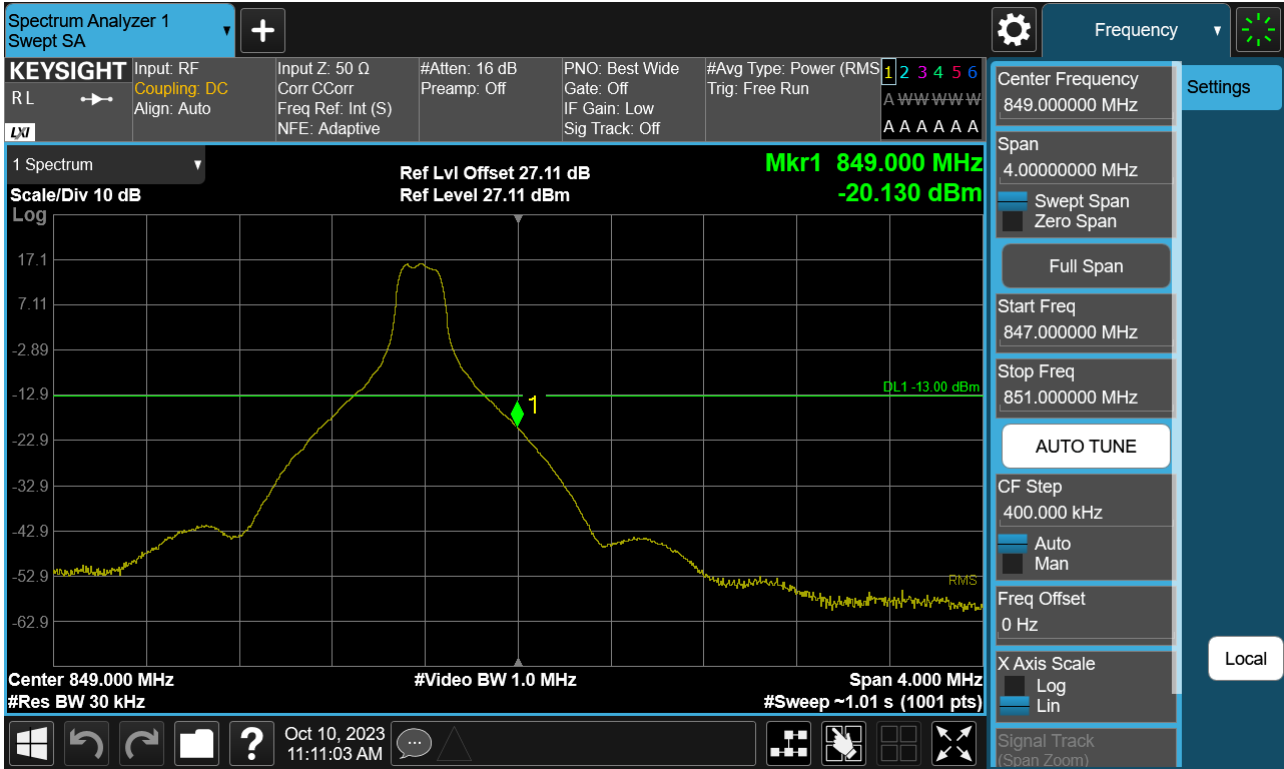 Spectrum Analyzer 1
Swept SA
Frequency
KEYSIGHT
R L
LXI
Input: RF
Coupling: DC
Align: Auto
Input Z: 50 Ω
Corr CCorr
Freq Ref: Int (S)
NFE: Adaptive
#Atten: 16 dB
Preamp: Off
PNO: Best Wide
Gate: Off
IF Gain: Low
Sig Track: Off
#Avg Type: Power (RMS
Trig: Free Run
1 2 3 4 5 6
A W W W W W
A A A A A A
1 Spectrum
Scale/Div 10 dB
Log
Ref Lvl Offset 27.11 dB
Ref Level 27.11 dBm
Mkr1 849.000 MHz
-20.130 dBm
17.1
7.11
-2.89
-12.9
-22.9
-32.9
-42.9
-52.9
-62.9
DL1 -13.00 dBm
1
RMS
Center 849.000 MHz
#Res BW 30 kHz
#Video BW 1.0 MHz
Span 4.000 MHz
#Sweep ~1.01 s (1001 pts)
Oct 10, 2023
11:11:03 AM
Center Frequency
849.000000 MHz
Span
4.00000000 MHz
Swept Span
Zero Span
Full Span
Start Freq
847.000000 MHz
Stop Freq
851.000000 MHz
AUTO TUNE
CF Step
400.000 kHz
Auto
Man
Freq Offset
0 Hz
X Axis Scale
Log
Lin
Signal Track
(Span Zoom)
Settings
Local